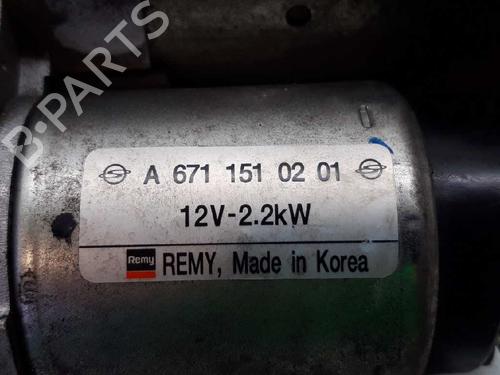 B-PARTS
A 671 151 02 01
12V-2.2kW
Remy
REMY, Made in Korea